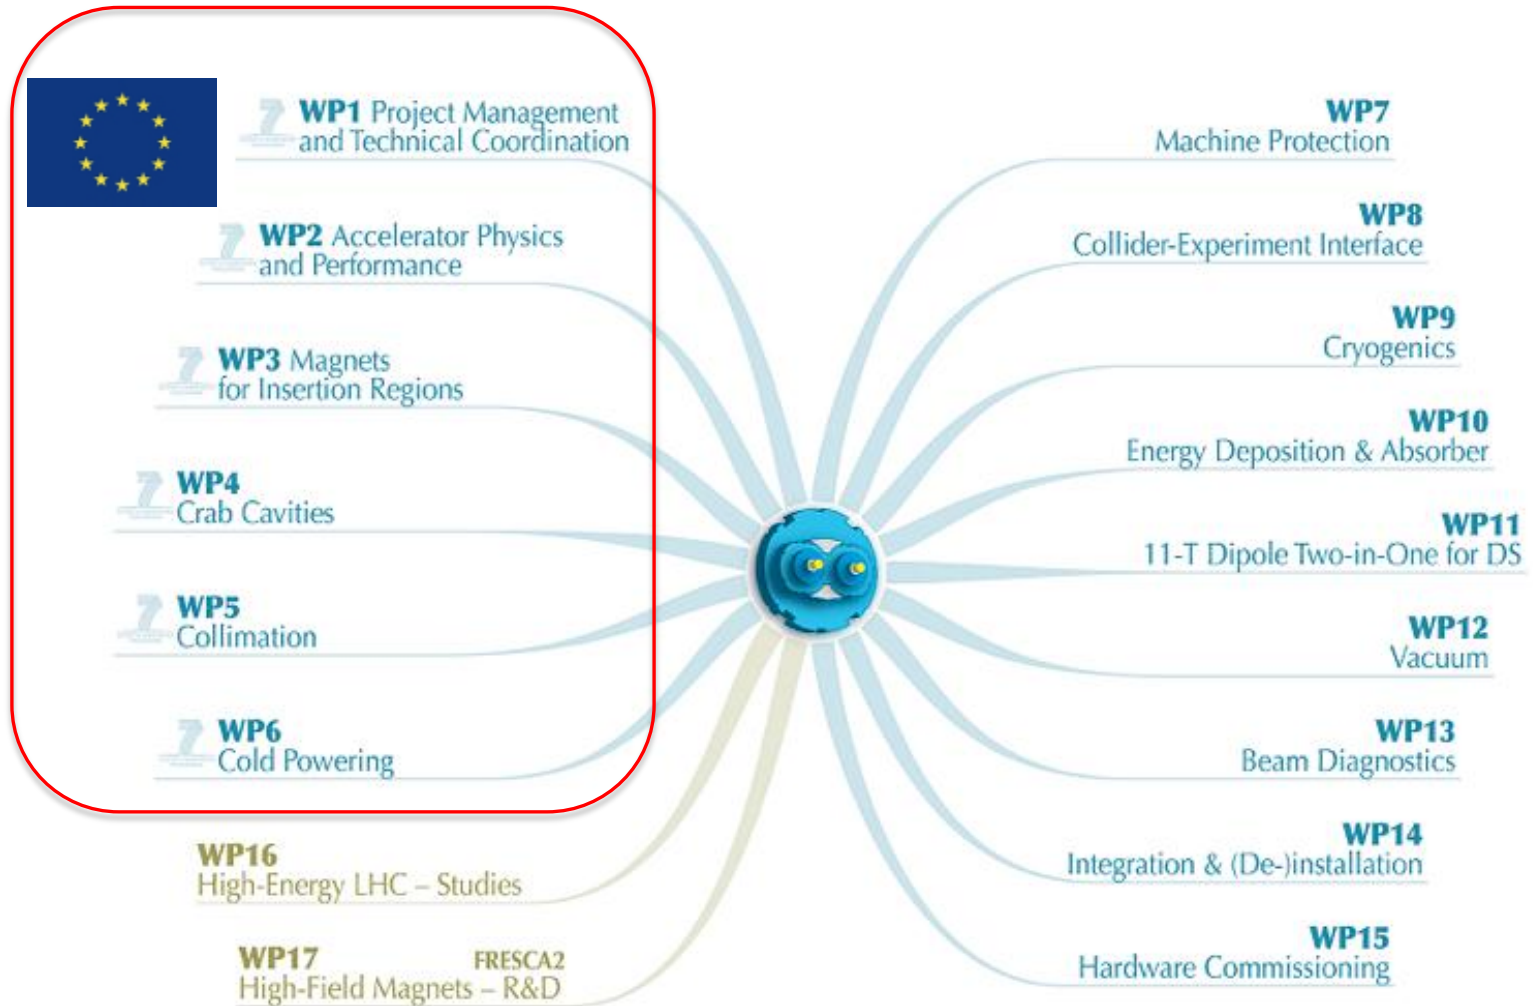 WP1 Project Management
and Technical Coordination
WP2 Accelerator Physics
and Performance
WP3 Magnets
for Insertion Regions
WP4
Crab Cavities
WP5
Collimation
WP6
Cold Powering
WP16
High-Energy LHC – Studies
WP17 FRESCA2
High-Field Magnets – R&D
WP7
Machine Protection
WP8
Collider-Experiment Interface
WP9
Cryogenics
WP10
Energy Deposition & Absorber
WP11
11-T Dipole Two-in-One for DS
WP12
Vacuum
WP13
Beam Diagnostics
WP14
Integration & (De-)installation
WP15
Hardware Commissioning